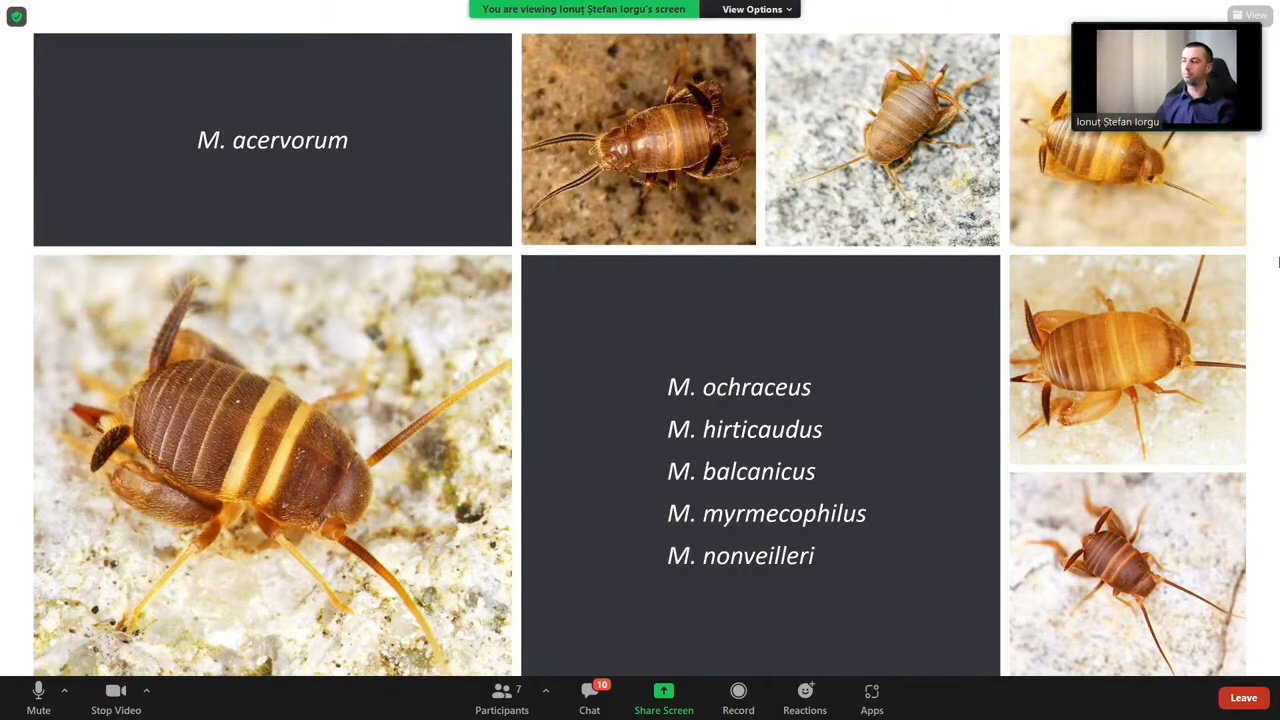 You are viewing Ionuț Ștefan Iorgu's screen
View Options
View
M. acervorum
Ionuț Ștefan Iorgu
M. ochraceus
M. hirticaudus
M. balcanicus
M. myrmecophilus
M. nonveilleri
Mute
Stop Video
Participants
7
Chat
10
Share Screen
Record
Reactions
Apps
Leave